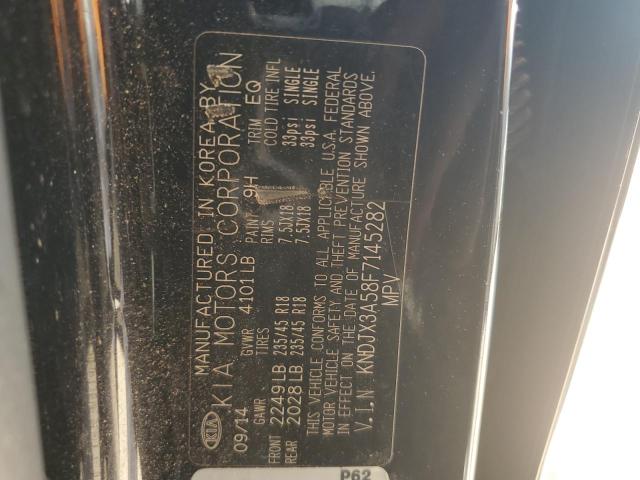 MANUFACTURED IN KOREA BY
KIA MOTORS CORPORATION
KIA
09/14 GVWR 4101LB PAIN 9H TRIM EQ
GAWR TIRES RIMS COLD TIRE INFL
FRONT 2249LB 235/45 R18 7.5JX18 33psi SINGLE
REAR 2028LB 235/45 R18 7.5JX18 33psi SINGLE
THIS VEHICLE CONFORMS TO ALL APPLICABLE U.S.A. FEDERAL
MOTOR VEHICLE SAFETY AND THEFT PREVENTION STANDARDS
IN EFFECT ON THE DATE OF MANUFACTURE SHOWN ABOVE.
V.I.N KNDJX3A58F7145282
MPV
P62